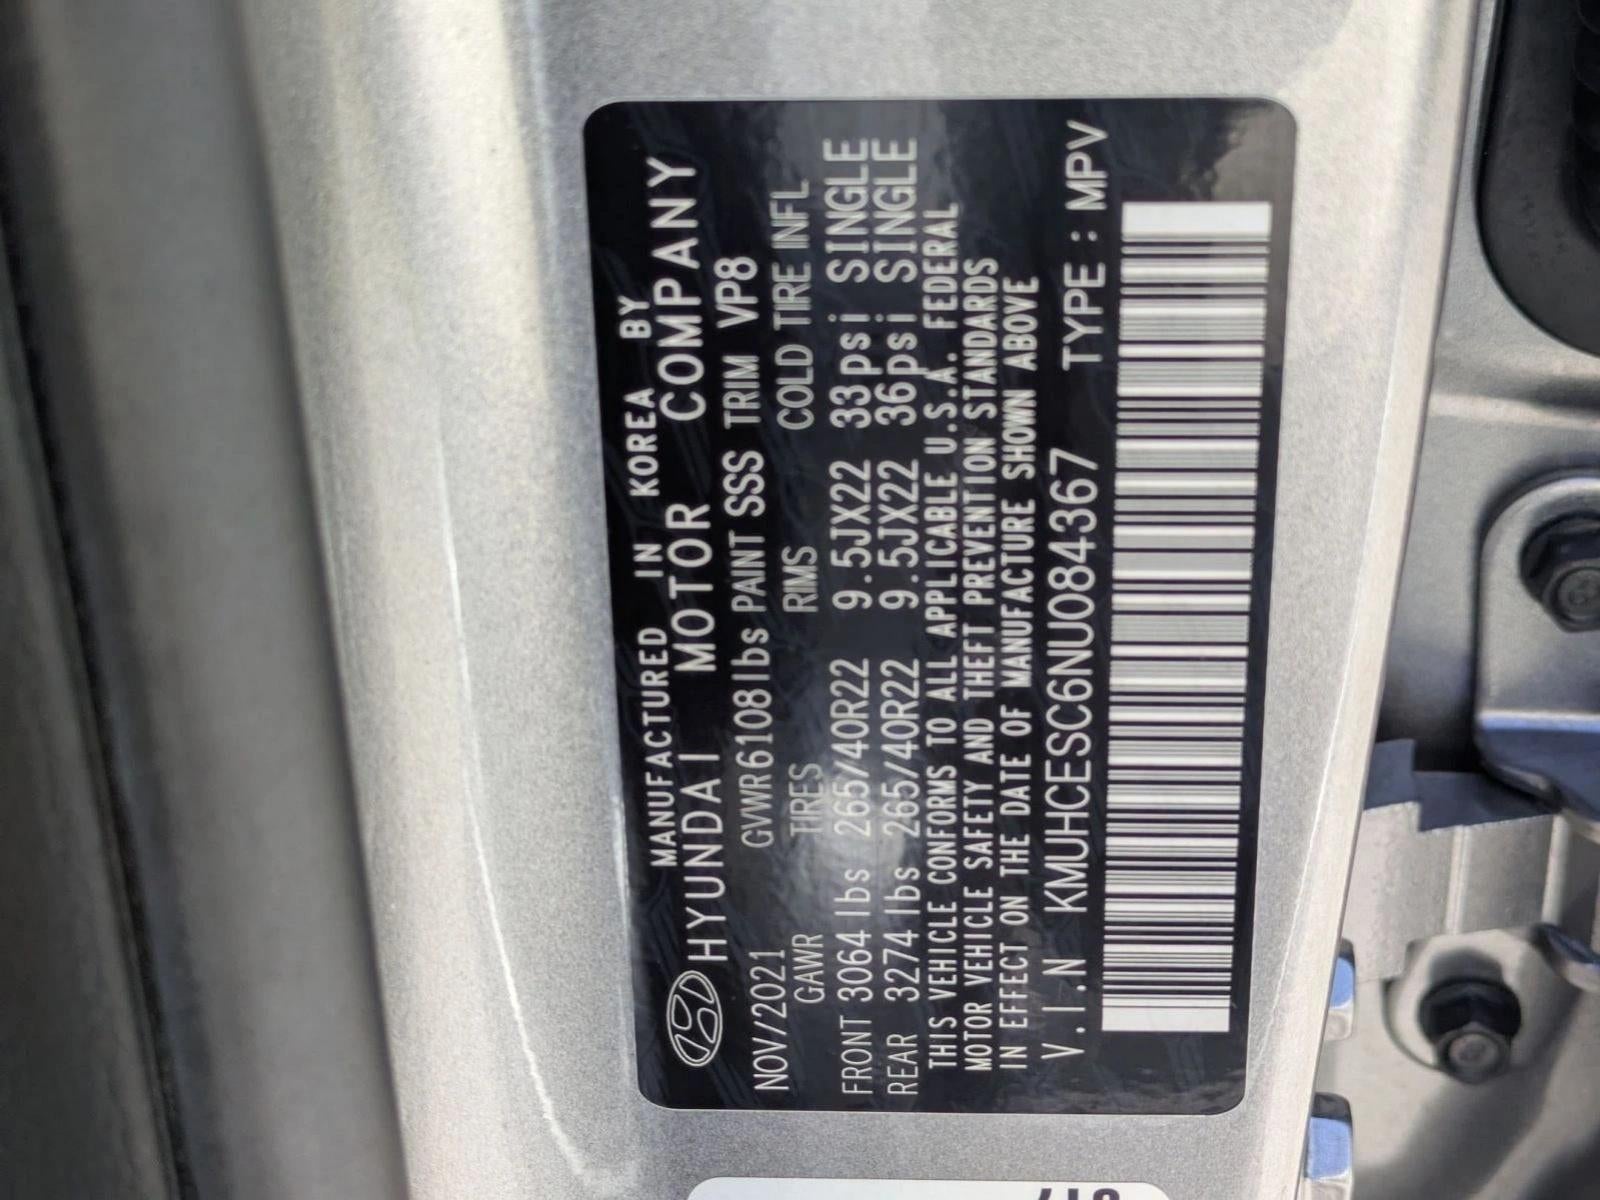 MANUFACTURED IN KOREA BY
HYUNDAI MOTOR COMPANY
NOV/2021 GVWR6108lbs PAINT SSS TRIM VP8
GAWR TIRES RIMS COLD TIRE INFL
FRONT 3064lbs 265/40R22 9.5JX22 33psi SINGLE
REAR 3274lbs 265/40R22 9.5JX22 36psi SINGLE
THIS VEHICLE CONFORMS TO ALL APPLICABLE U.S.A. FEDERAL
MOTOR VEHICLE SAFETY AND THEFT PREVENTION STANDARDS
IN EFFECT ON THE DATE OF MANUFACTURE SHOWN ABOVE
V.I.N KMUHCESC6NU084367 TYPE : MPV